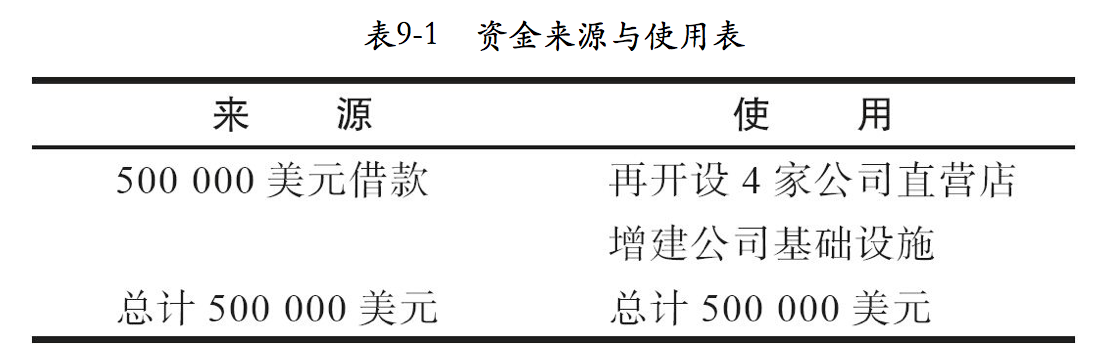 表9-1 资金来源与使用表
来 源 使 用
500 000 美元借款 再开设 4 家公司直营店
增建公司基础设施
总计 500 000 美元 总计 500 000 美元